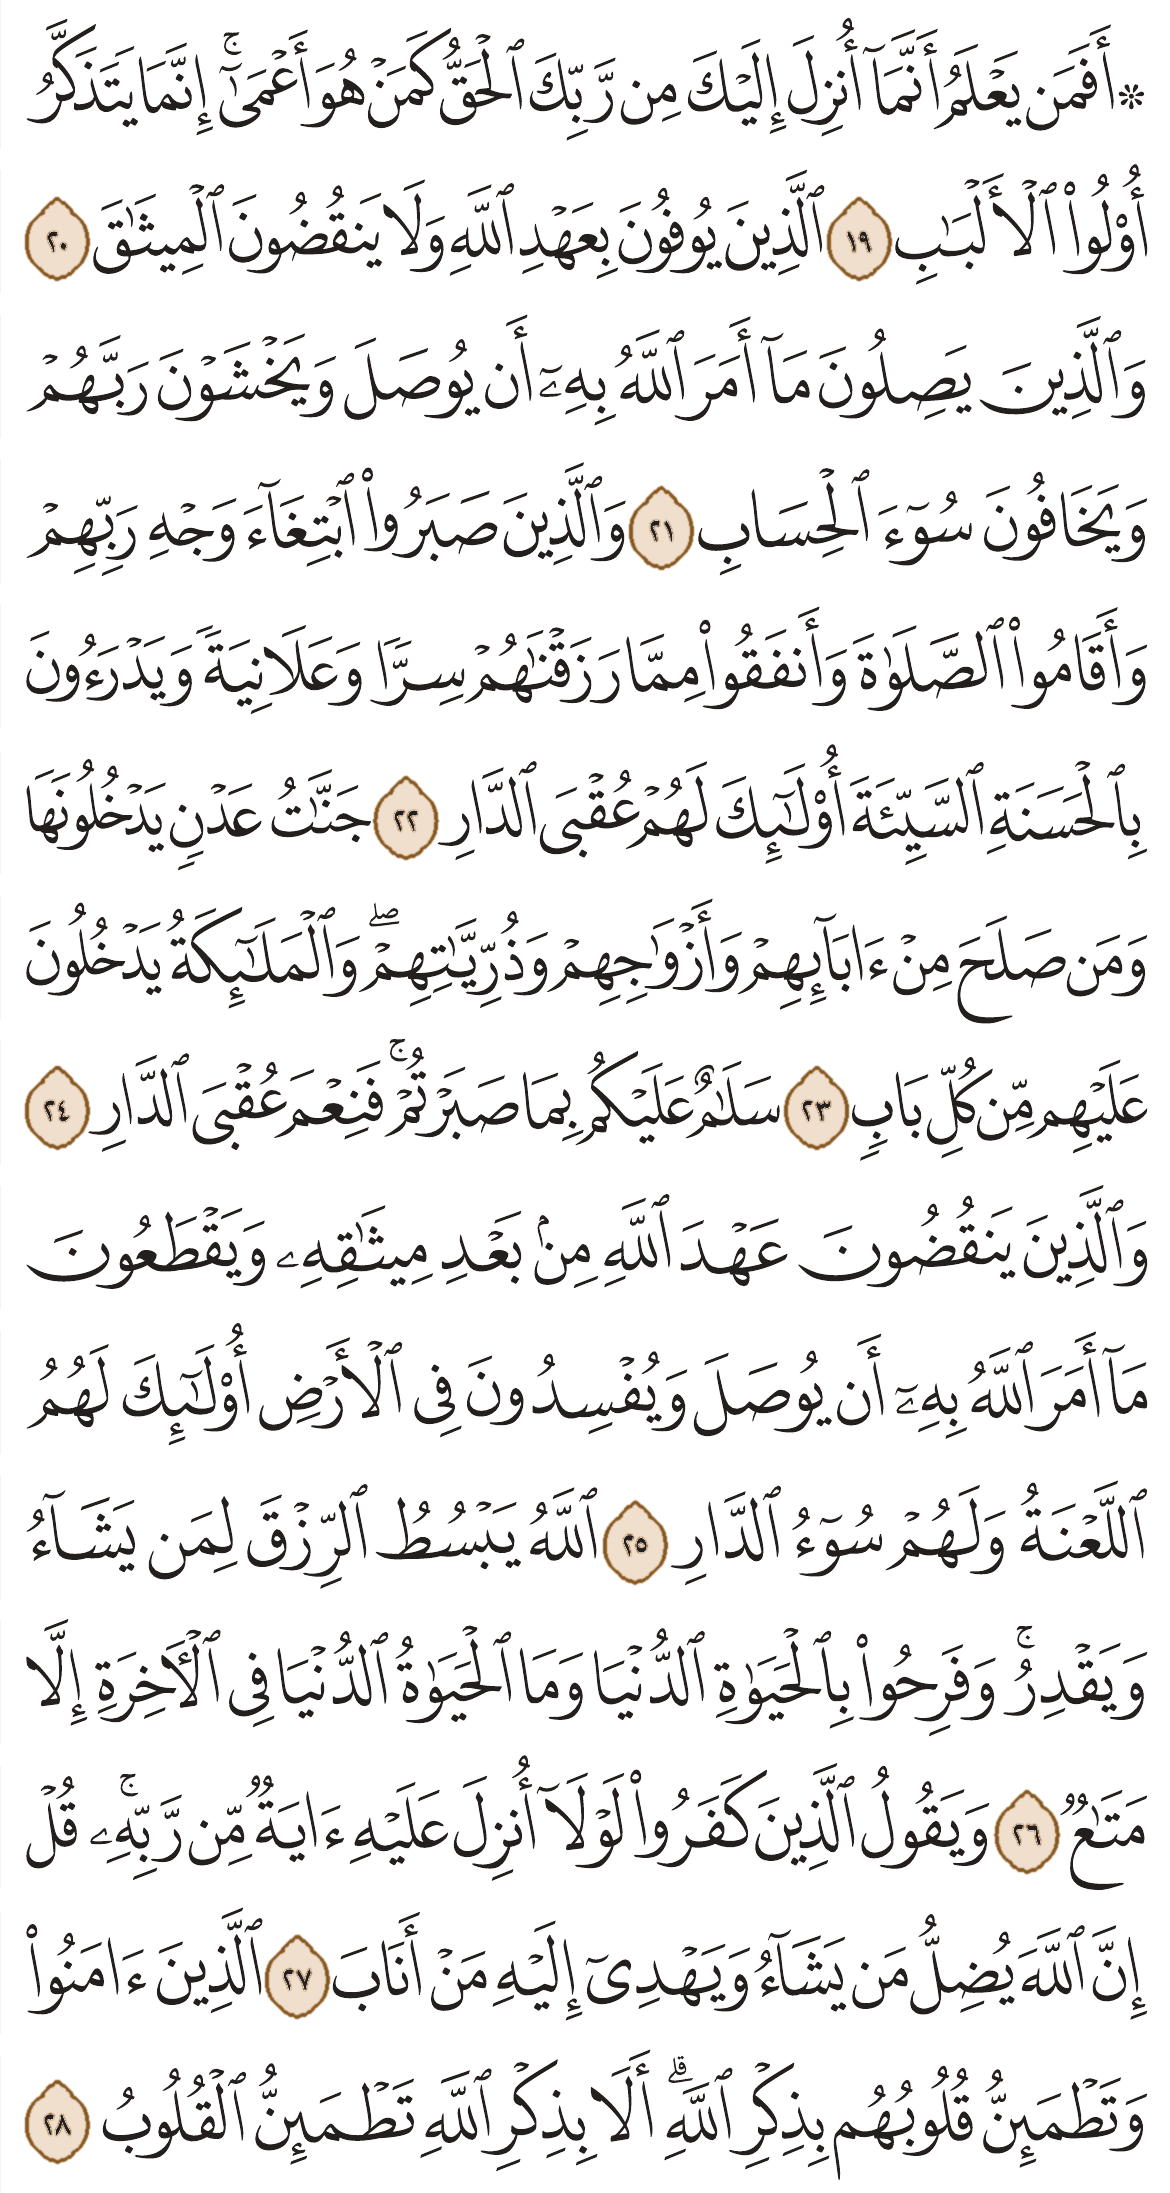 ۞ أَفَمَن يَعْلَمُ أَنَّمَآ أُنزِلَ إِلَيْكَ مِن رَّبِّكَ ٱلْحَقُّ كَمَنْ هُوَ أَعْمَىٰٓ ۚ إِنَّمَا يَتَذَكَّرُ
أُو۟لُوا۟ ٱلْأَلْبَـٰبِ ١٩ ٱلَّذِينَ يُوفُونَ بِعَهْدِ ٱللَّهِ وَلَا يَنقُضُونَ ٱلْمِيثَـٰقَ ٢٠
وَٱلَّذِينَ يَصِلُونَ مَآ أَمَرَ ٱللَّهُ بِهِۦٓ أَن يُوصَلَ وَيَخْشَوْنَ رَبَّهُمْ
وَيَخَافُونَ سُوٓءَ ٱلْحِسَابِ ٢١ وَٱلَّذِينَ صَبَرُوا۟ ٱبْتِغَآءَ وَجْهِ رَبِّهِمْ
وَأَقَامُوا۟ ٱلصَّلَوٰةَ وَأَنفَقُوا۟ مِمَّا رَزَقْنَـٰهُمْ سِرًّا وَعَلَانِيَةً وَيَدْرَءُونَ
بِٱلْحَسَنَةِ ٱلسَّيِّئَةَ أُو۟لَـٰٓئِكَ لَهُمْ عُقْبَى ٱلدَّارِ ٢٢ جَنَّـٰتُ عَدْنٍ يَدْخُلُونَهَا
وَمَن صَلَحَ مِنْ ءَابَآئِهِمْ وَأَزْوَٰجِهِمْ وَذُرِّيَّـٰتِهِمْ ۖ وَٱلْمَلَـٰٓئِكَةُ يَدْخُلُونَ
عَلَيْهِم مِّن كُلِّ بَابٍ ٢٣ سَلَـٰمٌ عَلَيْكُم بِمَا صَبَرْتُمْ ۚ فَنِعْمَ عُقْبَى ٱلدَّارِ ٢٤
وَٱلَّذِينَ يَنقُضُونَ عَهْدَ ٱللَّهِ مِنۢ بَعْدِ مِيثَـٰقِهِۦ وَيَقْطَعُونَ
مَآ أَمَرَ ٱللَّهُ بِهِۦٓ أَن يُوصَلَ وَيُفْسِدُونَ فِى ٱلْأَرْضِ أُو۟لَـٰٓئِكَ لَهُمُ
ٱللَّعْنَةُ وَلَهُمْ سُوٓءُ ٱلدَّارِ ٢٥ ٱللَّهُ يَبْسُطُ ٱلرِّزْقَ لِمَن يَشَآءُ
وَيَقْدِرُ ۚ وَفَرِحُوا۟ بِٱلْحَيَوٰةِ ٱلدُّنْيَا وَمَا ٱلْحَيَوٰةُ ٱلدُّنْيَا فِى ٱلْـَٔاخِرَةِ إِلَّا
مَتَـٰعٌ ٢٦ وَيَقُولُ ٱلَّذِينَ كَفَرُوا۟ لَوْلَآ أُنزِلَ عَلَيْهِ ءَايَةٌ مِّن رَّبِّهِۦ ۚ قُلْ
إِنَّ ٱللَّهَ يُضِلُّ مَن يَشَآءُ وَيَهْدِىٓ إِلَيْهِ مَنْ أَنَابَ ٢٧ ٱلَّذِينَ ءَامَنُوا۟
وَتَطْمَئِنُّ قُلُوبُهُم بِذِكْرِ ٱللَّهِ ۗ أَلَا بِذِكْرِ ٱللَّهِ تَطْمَئِنُّ ٱلْقُلُوبُ ٢٨